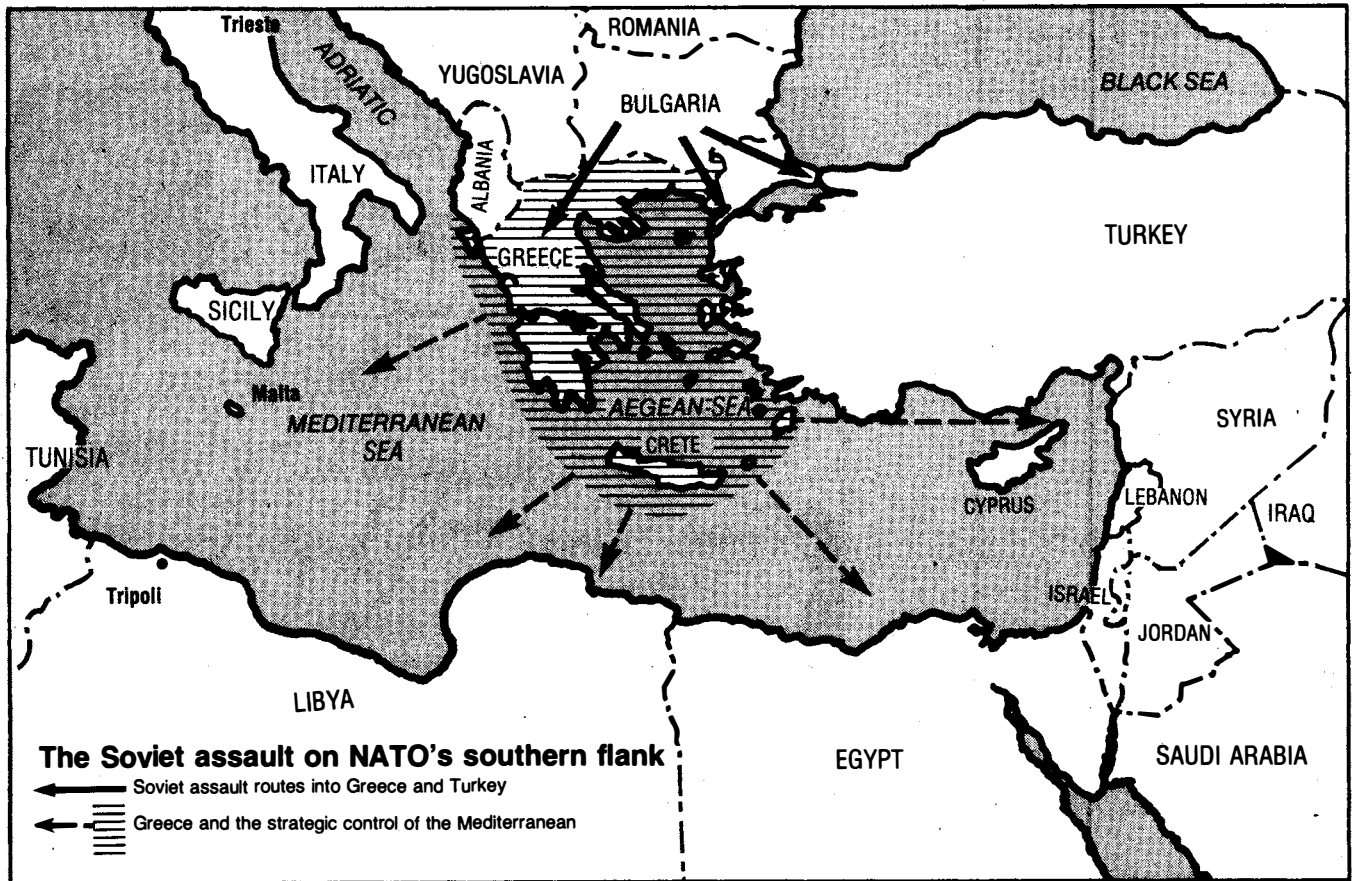 Trieste
ROMANIA
ADRIATIC
YUGOSLAVIA
BLACK SEA
BULGARIA
ITALY
ALBANIA
TURKEY
GREECE
SICILY
Malta
AEGEAN-SEA
MEDITERRANEAN
SEA
SYRIA
CRETE
TUNISIA
LEBANON
CYPRUS
IRAQ
Tripoli
ISRAEL
JORDAN
LIBYA
EGYPT
SAUDI ARABIA
The Soviet assault on NATO's southern flank
Soviet assault routes into Greece and Turkey
Greece and the strategic control of the Mediterranean